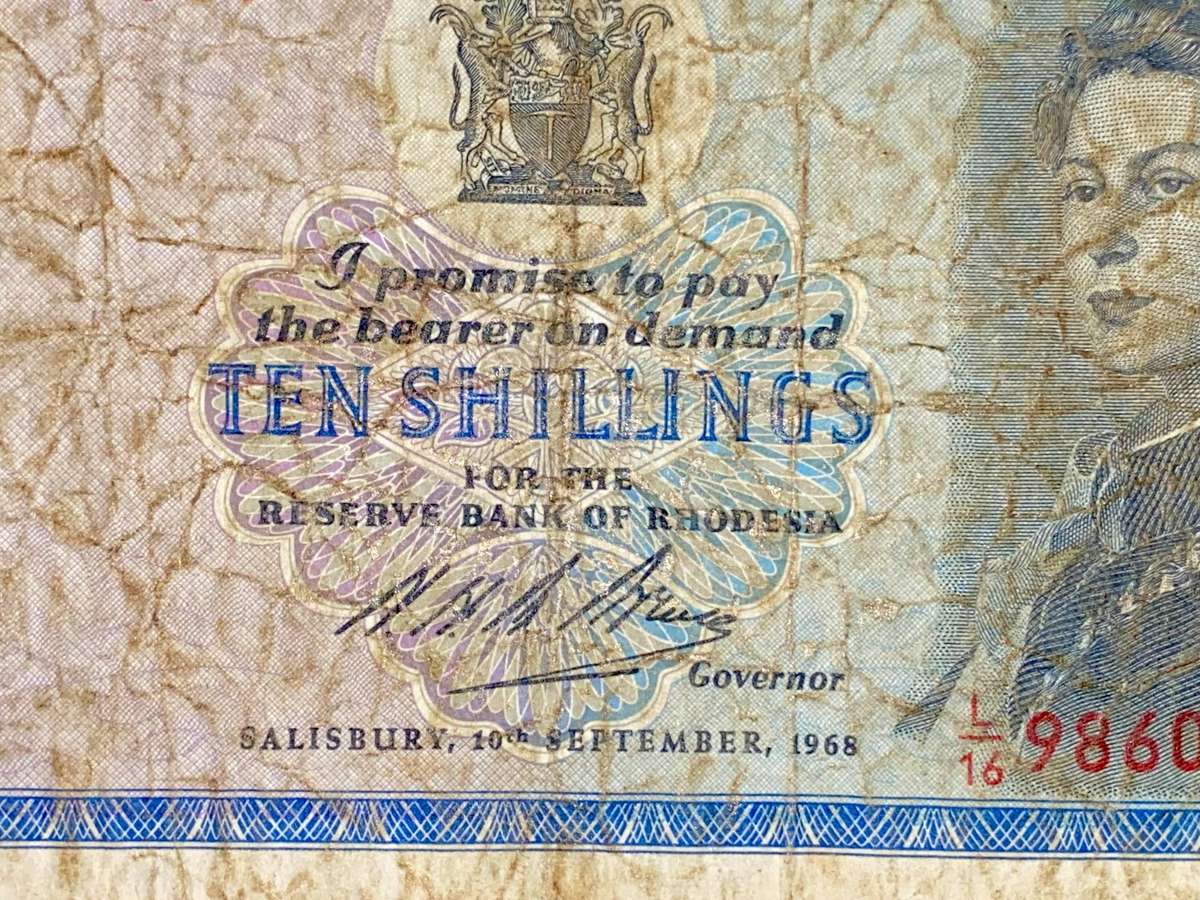 I promise to pay
the bearer on demand
TEN SHILLINGS
FOR THE
RESERVE BANK OF RHODESIA
Governor
SALISBURY, 10th SEPTEMBER, 1968
L
16 9860